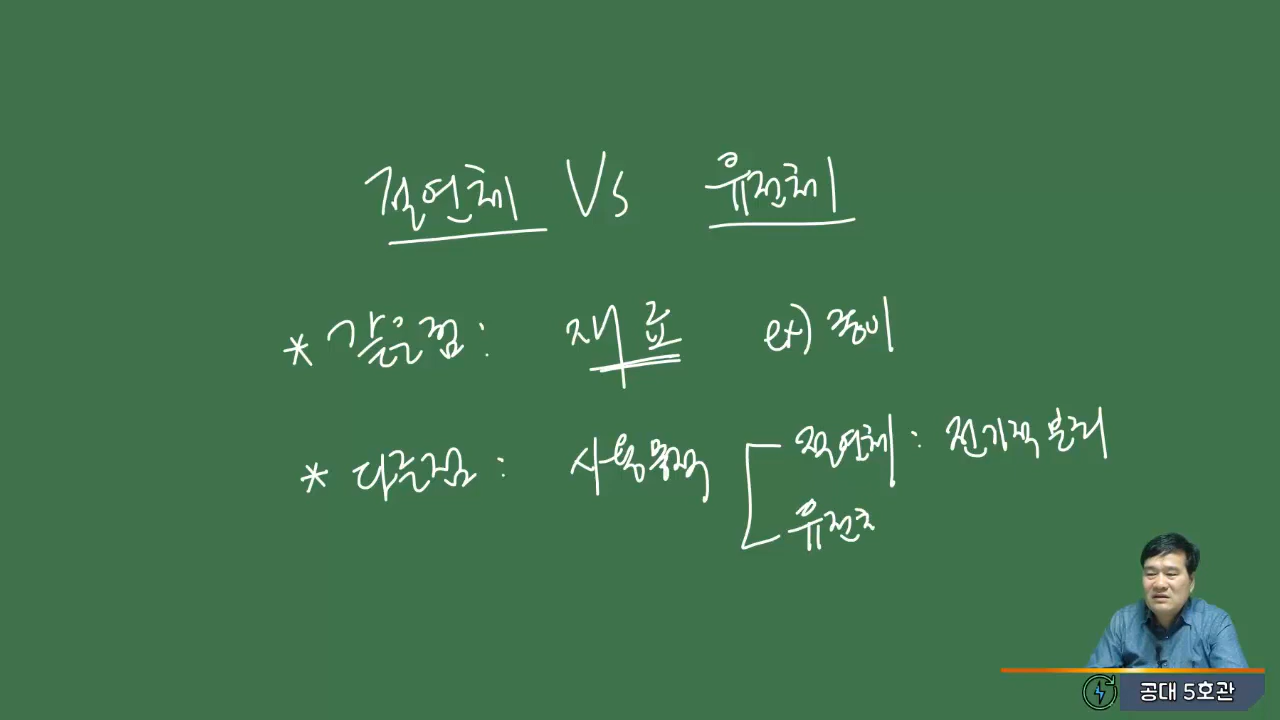 절연체 Vs 유전체
* 같은점 : 재료 ex) 종이
* 다른점 : 사용목적
절연체 : 전기적 분리
유전ㅊ
공대 5호관